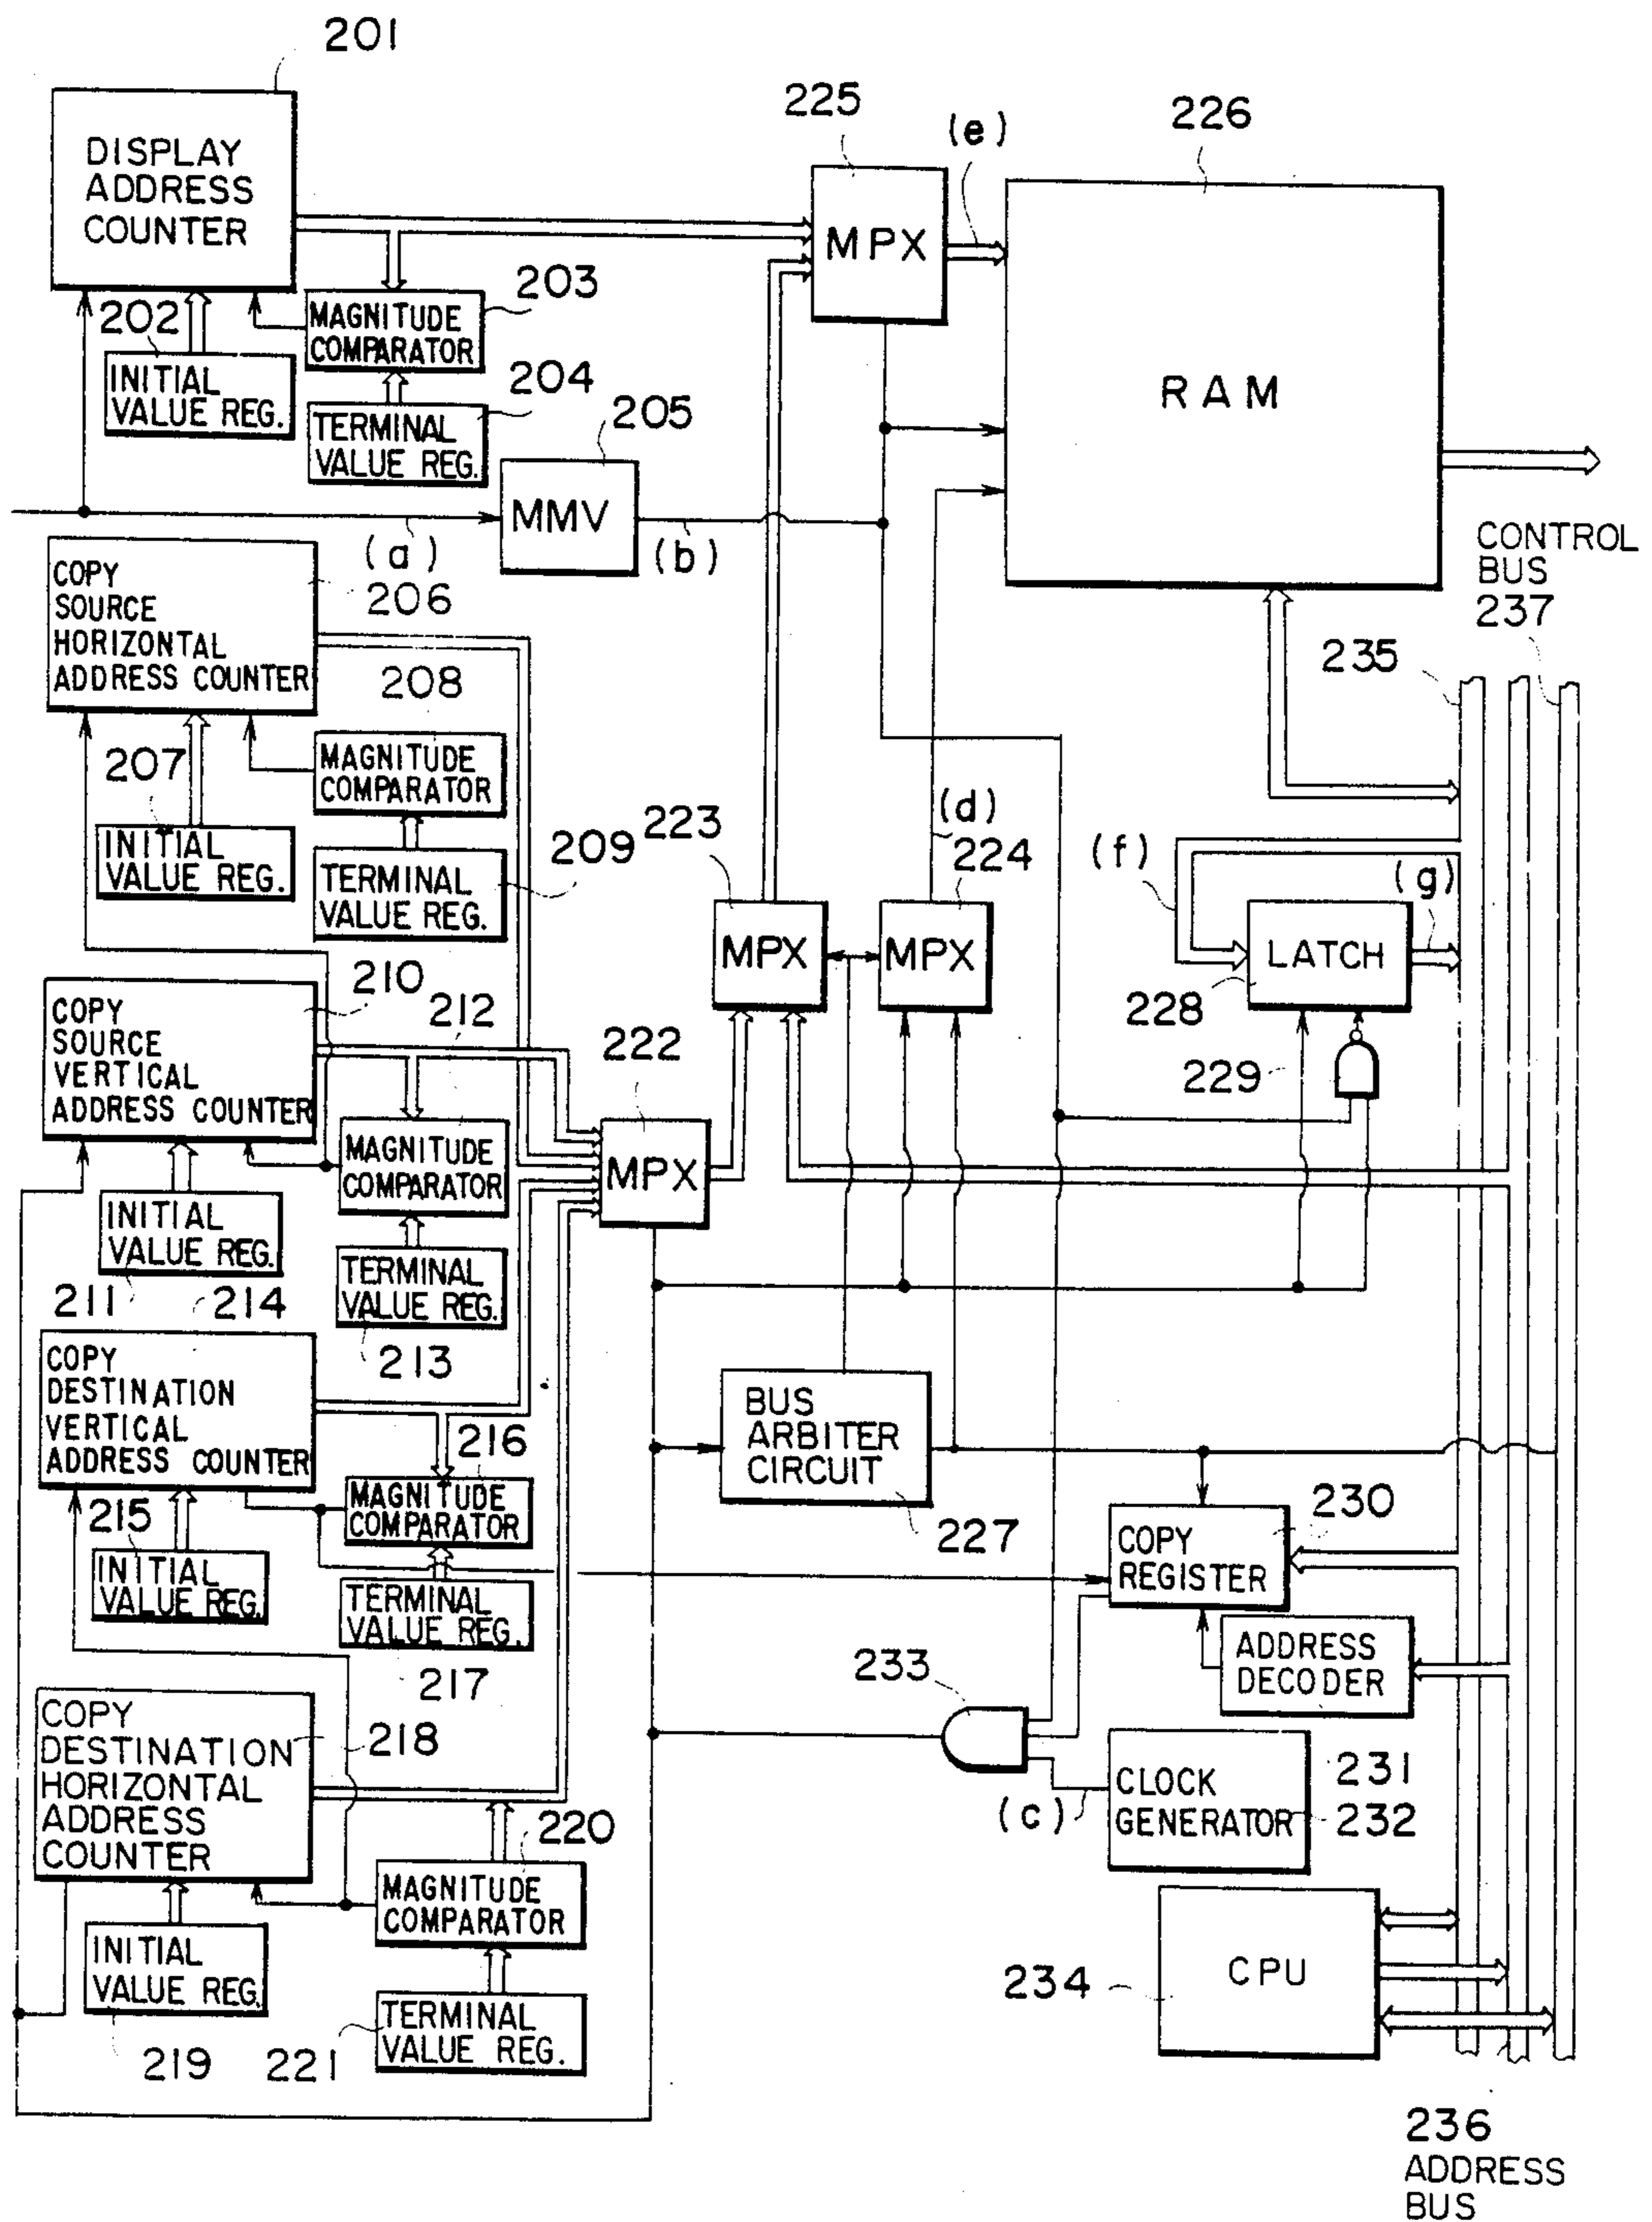 201
DISPLAY
ADDRESS
COUNTER
225
(e)
226
MPX
RAM
202
203
MAGNITUDE
COMPARATOR
INITIAL
VALUE REG.
204
TERMINAL
VALUE REG.
205
MMV
(a)
(b)
CONTROL
BUS
237
COPY
SOURCE
HORIZONTAL
ADDRESS COUNTER
206
208
235
207
MAGNITUDE
COMPARATOR
INITIAL
VALUE REG.
209
TERMINAL
VALUE REG.
223
(d)
224
(f)
(g)
MPX
MPX
LATCH
228
229
210
COPY
SOURCE
VERTICAL
ADDRESS COUNTER
212
222
MPX
MAGNITUDE
COMPARATOR
INITIAL
VALUE REG.
211
214
TERMINAL
VALUE REG.
213
COPY
DESTINATION
VERTICAL
ADDRESS COUNTER
216
BUS
ARBITER
CIRCUIT
227
215
MAGNITUDE
COMPARATOR
INITIAL
VALUE REG.
TERMINAL
VALUE REG.
217
230
COPY
REGISTER
ADDRESS
DECODER
233
COPY
DESTINATION
HORIZONTAL
ADDRESS
COUNTER
218
220
(c)
CLOCK
GENERATOR
231
232
MAGNITUDE
COMPARATOR
INITIAL
VALUE REG.
219
221
TERMINAL
VALUE REG.
234
CPU
236
ADDRESS
BUS